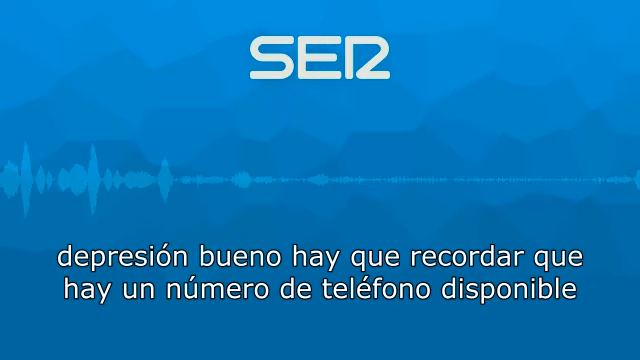 SER
depresión bueno hay que recordar que
hay un número de teléfono disponible